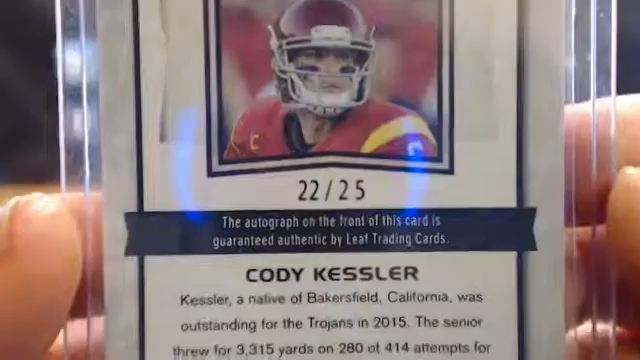 22/25
The autograph on the front of this card is
guaranteed authentic by Leaf Trading Cards.
CODY KESSLER
Kessler, a native of Bakersfield, California, was
outstanding for the Trojans in 2015. The senior
threw for 3,315 yards on 280 of 414 attempts for